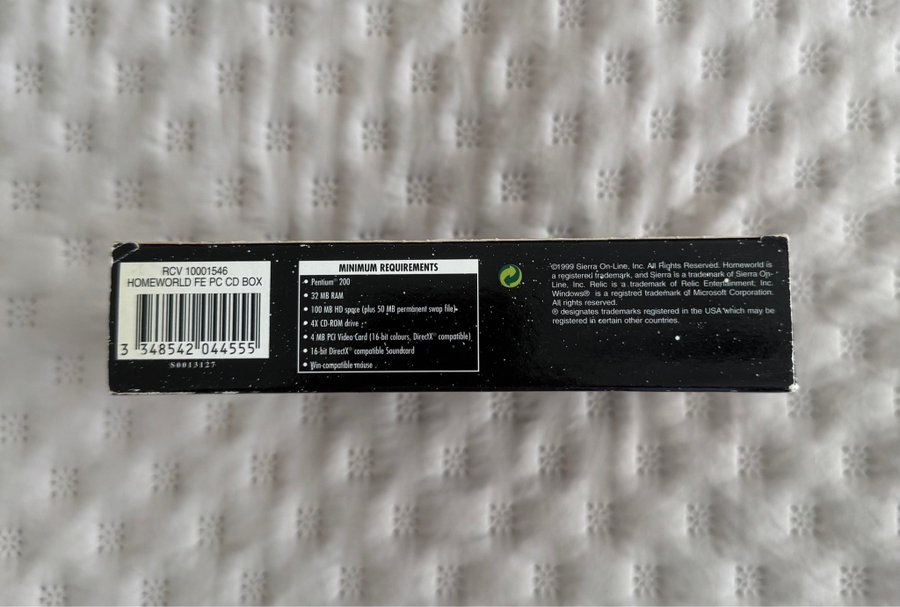 RCV 10001546
HOMEWORLD FE PC CD BOX
3 348542 044555
S0013127
MINIMUM REQUIREMENTS
• Pentium® 200
• 32 MB RAM
• 100 MB HD space (plus 50 MB permanent swap file)
• 4X CD-ROM drive
• 4 MB PCI Video Card (16-bit colours, DirectX® compatible)
• 16-bit DirectX® compatible Soundcard
• Win-compatible mouse
©1999 Sierra On-Line, Inc. All Rights Reserved. Homeworld is
a registered trademark, and Sierra is a trademark of Sierra On-
Line, Inc. Relic is a trademark of Relic Entertainment, Inc.
Windows® is a registred trademark of Microsoft Corporation.
All rights reserved.
® designates trademarks registered in the USA which may be
registered in certain other countries.